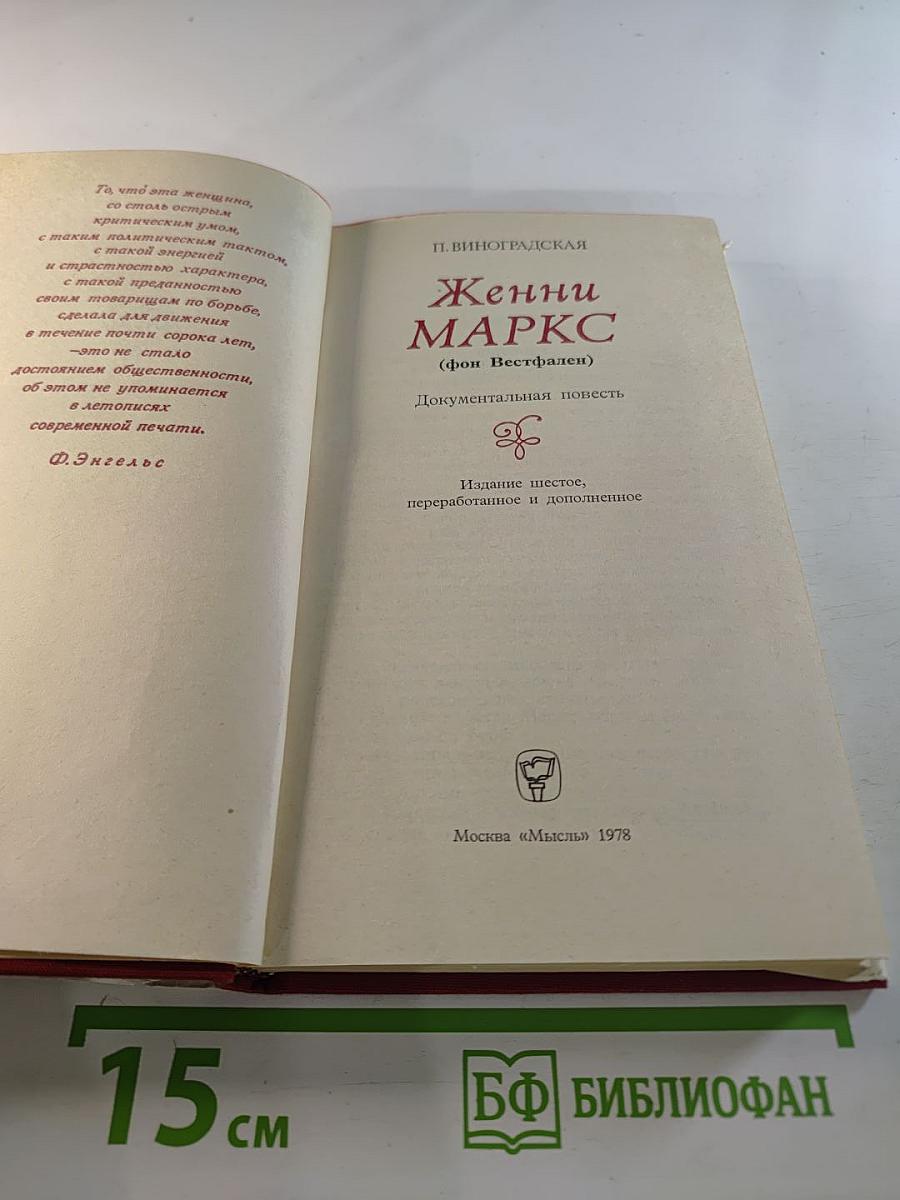 То, что эта женщина,
со столь острым
критическим умом,
с таким политическим тактом,
с такой энергией
и страстностью характера,
с такой преданностью
своим товарищам по борьбе,
сделала для движения
в течение почти сорока лет,
—это не стало
достоянием общественности,
об этом не упоминается
в летописях
современной печати.
Ф. Энгельс
П. ВИНОГРАДСКАЯ
Женни
МАРКС
(фон Вестфален)
Документальная повесть
Издание шестое,
переработанное и дополненное
Москва «Мысль» 1978
15 см
БФ БИБЛИОФАН